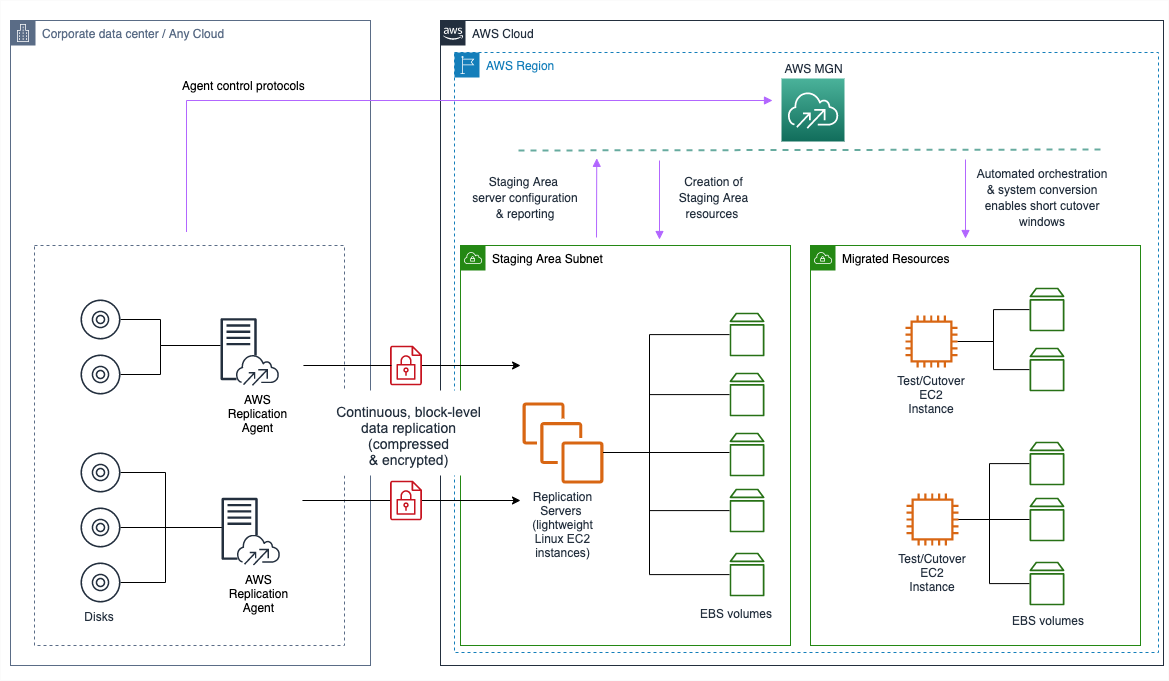 Corporate data center / Any Cloud
aws
AWS Cloud
AWS Region
AWS MGN
Agent control protocols
Staging Area
server configuration
& reporting
Creation of
Staging Area
resources
Automated orchestration
& system conversion
enables short cutover
windows
Staging Area Subnet
Migrated Resources
AWS
Replication
Agent
Continuous, block-level
data replication
(compressed
& encrypted)
AWS
Replication
Agent
Disks
Replication
Servers
(lightweight
Linux EC2
instances)
EBS volumes
Test/Cutover
EC2
Instance
Test/Cutover
EC2
Instance
EBS volumes